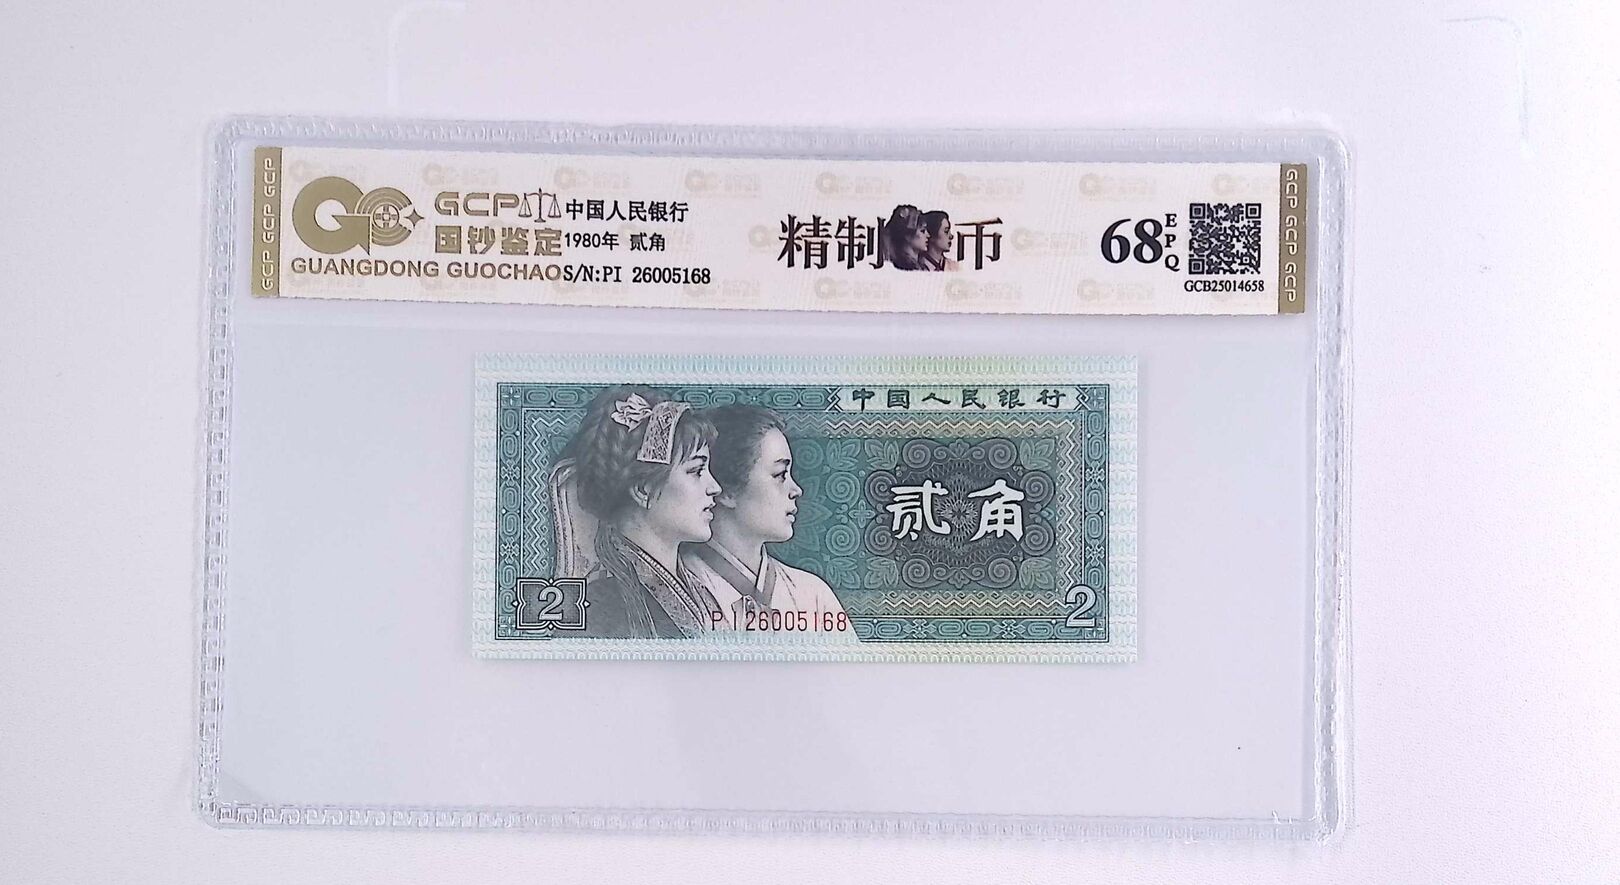 GCP GCP GCP
GCP
中国人民银行
国钞鉴定
1980年 贰角
GUANGDONG GUOCHAO
S/N:PI 26005168
精制币
68
EPQ
GCB25014658
GCP GCP GCP
中国人民银行
贰角
2
PI26005168
2